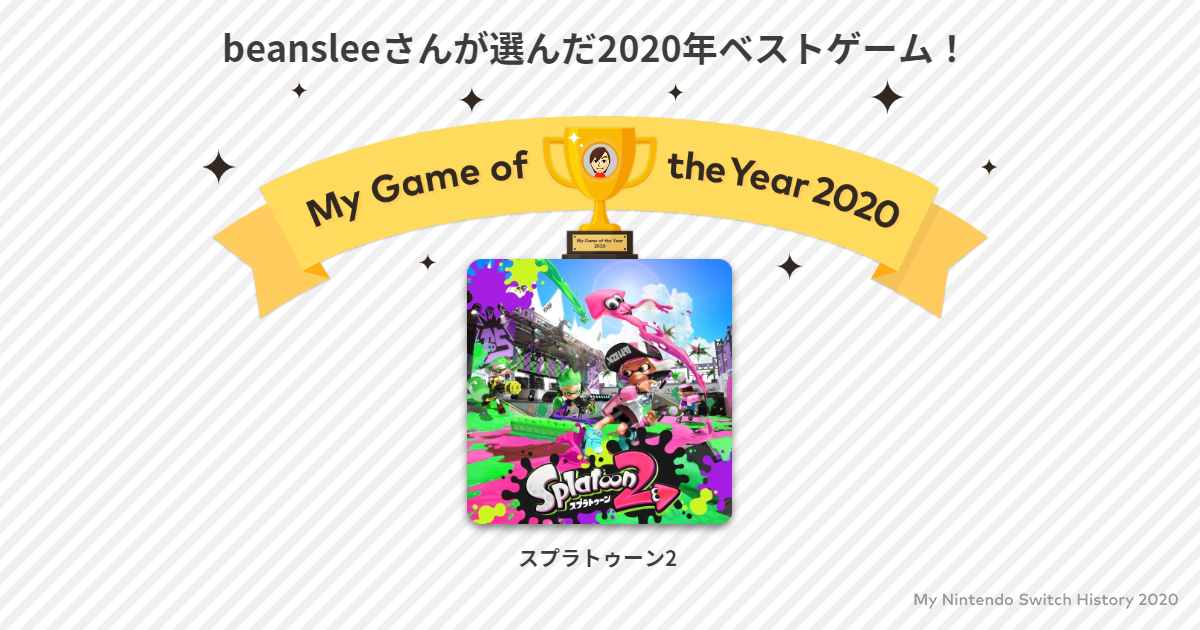 beansleeさんが選んだ2020年ベストゲーム！
My Game of the Year 2020
My Game of the Year
2020
Splatoon 2
スプラトゥーン
スプラトゥーン2
My Nintendo Switch History 2020